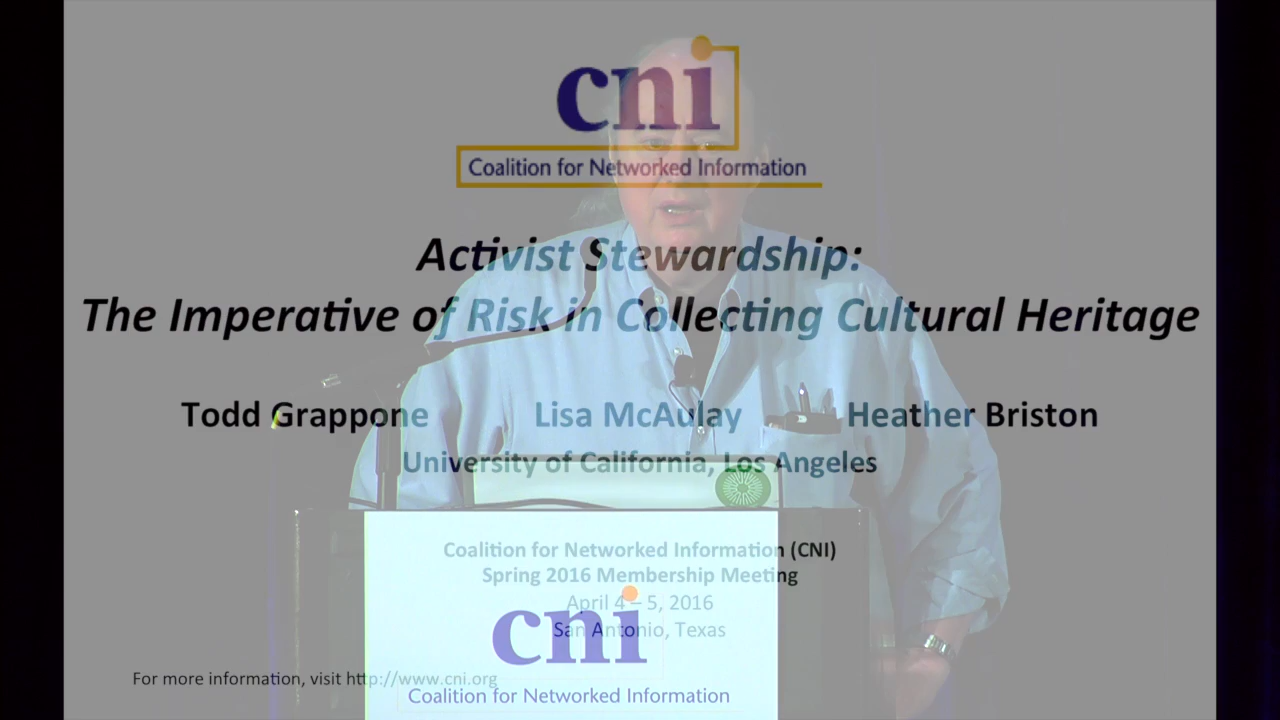 cni
Coalition for Networked Information
Activist Stewardship:
The Imperative of Risk in Collecting Cultural Heritage
Todd Grappone Lisa McAulay Heather Briston
University of California, Los Angeles
Coalition for Networked Information (CNI)
Spring 2016 Membership Meeting
April 4 – 5, 2016
San Antonio, Texas
cni
For more information, visit http://www.cni.org
Coalition for Networked Information